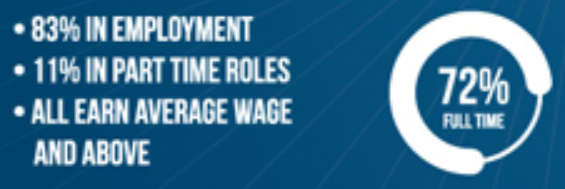 • 83% IN EMPLOYMENT
• 11% IN PART TIME ROLES
• ALL EARN AVERAGE WAGE
AND ABOVE
72%
FULL TIME